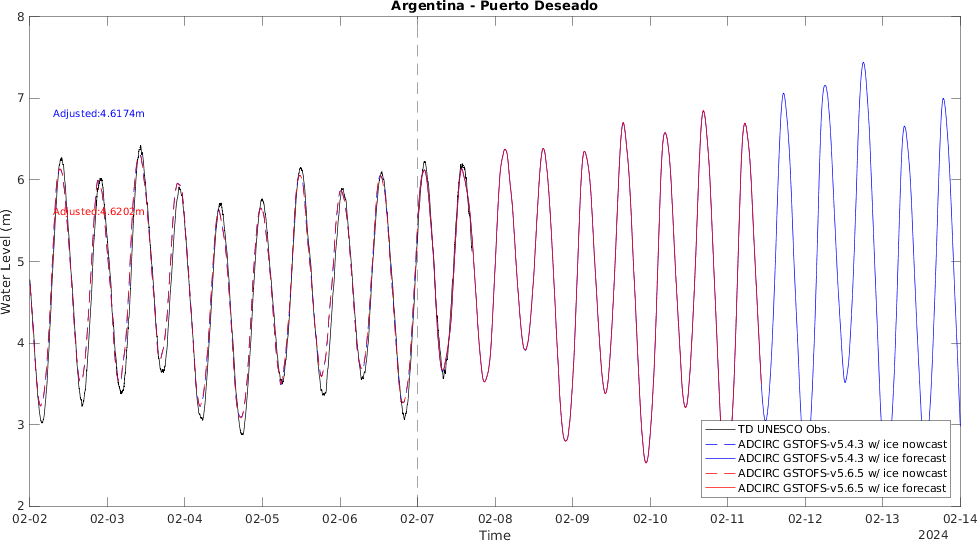 Argentina - Puerto Deseado
8
7
6
5
4
3
2
Water Level (m)
Adjusted:4.6174m
Adjusted:4.6202m
TD UNESCO Obs.
ADCIRC GSTOFS-v5.4.3 w/ ice nowcast
ADCIRC GSTOFS-v5.4.3 w/ ice forecast
ADCIRC GSTOFS-v5.6.5 w/ ice nowcast
ADCIRC GSTOFS-v5.6.5 w/ ice forecast
02-02 02-03 02-04 02-05 02-06 02-07 02-08 02-09 02-10 02-11 02-12 02-13 02-14
Time
2024